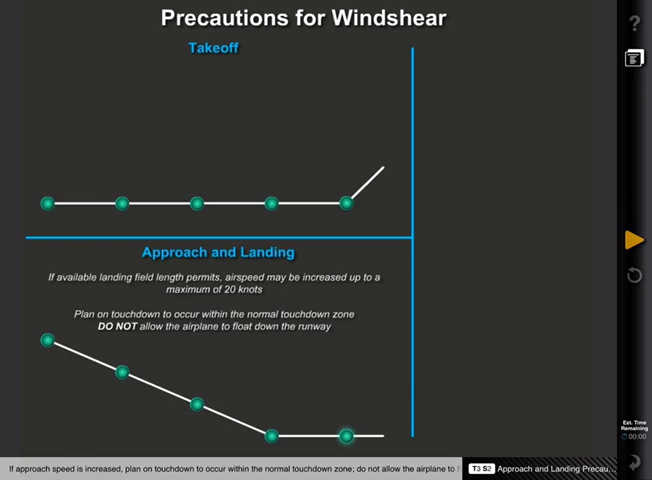 Precautions for Windshear
Takeoff
Approach and Landing
If available landing field length permits, airspeed may be increased up to a
maximum of 20 knots
Plan on touchdown to occur within the normal touchdown zone
DO NOT allow the airplane to float down the runway
?
Est. Time
Remaining
00:00
If approach speed is increased, plan on touchdown to occur within the normal touchdown zone; do not allow the airplane to
T3 S2 Approach and Landing Precau...